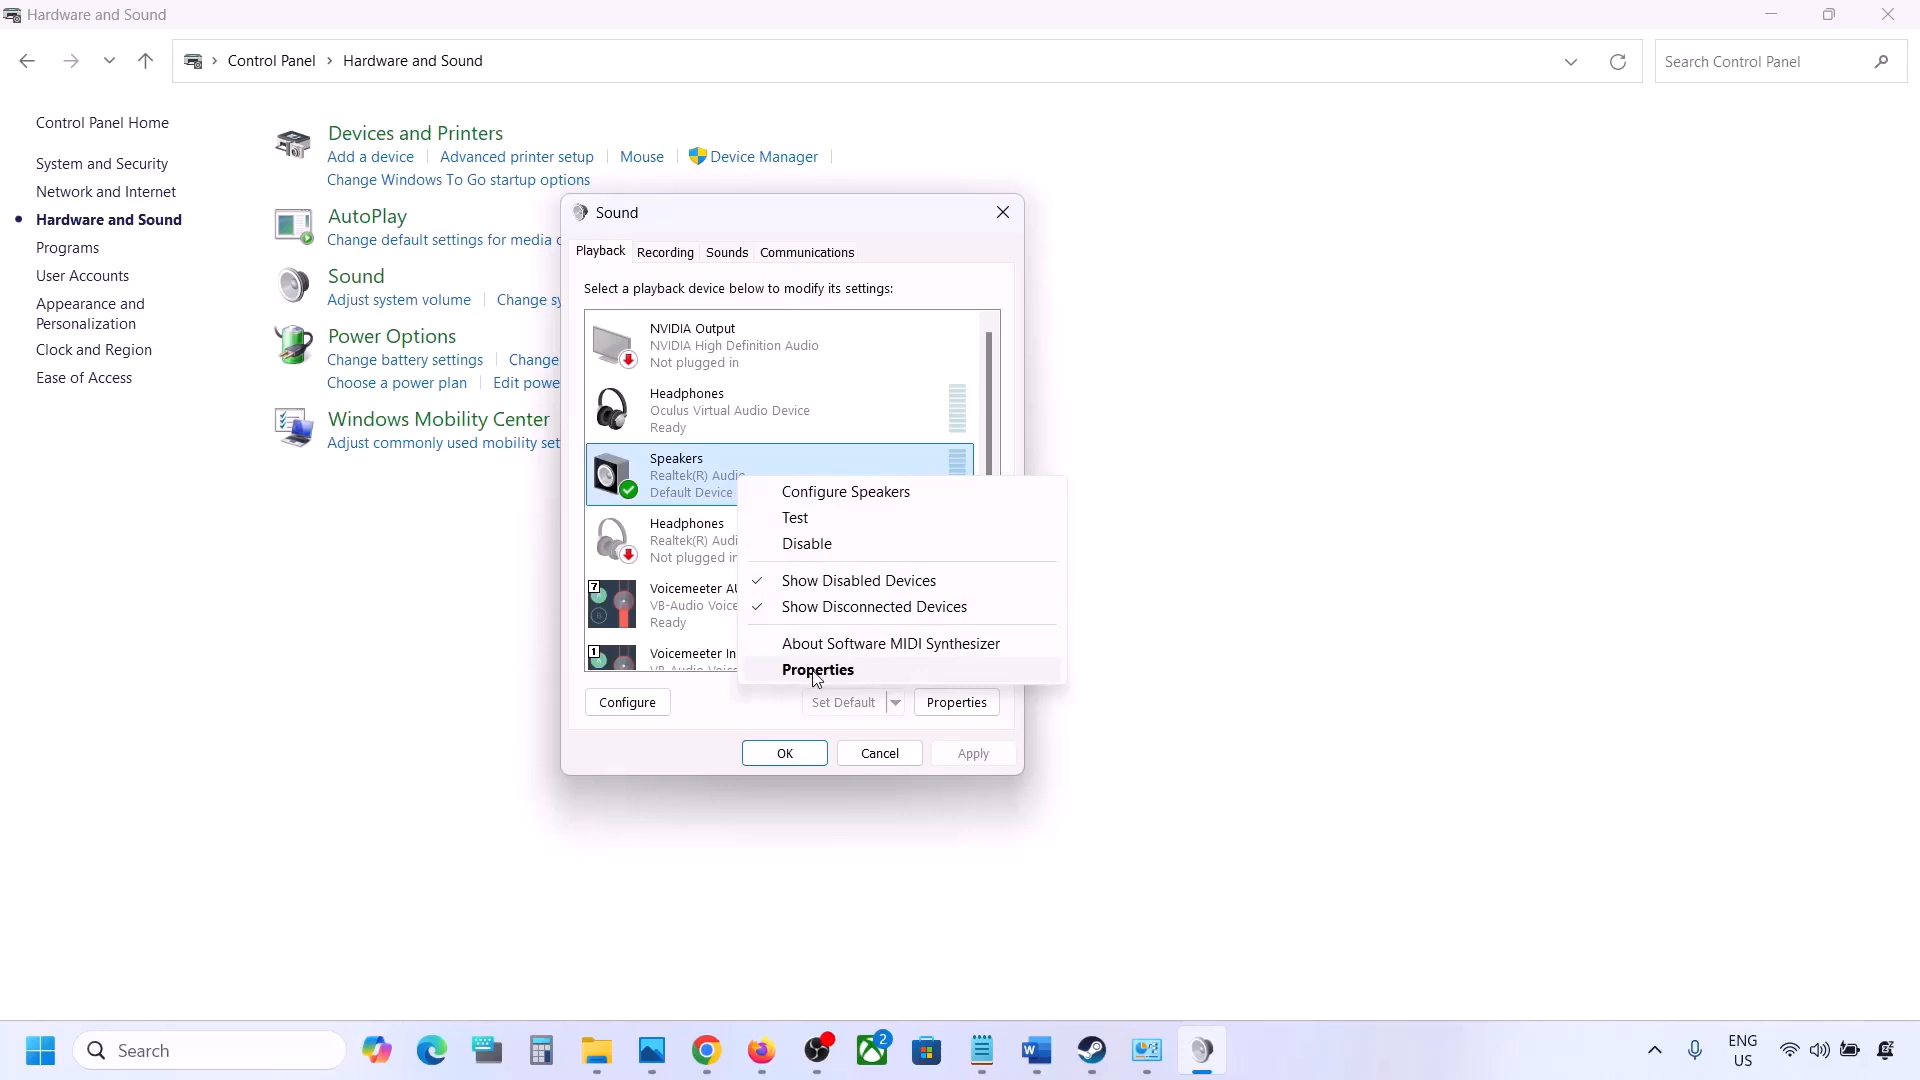 Hardware and Sound
Control Panel > Hardware and Sound
Search Control Panel
Control Panel Home
System and Security
Network and Internet
Hardware and Sound
Programs
User Accounts
Appearance and
Personalization
Clock and Region
Ease of Access
Devices and Printers
Add a device
Advanced printer setup
Mouse
Device Manager
Change Windows To Go startup options
AutoPlay
Change default settings for media
Sound
Adjust system volume
Change
Power Options
Change battery settings
Change
Choose a power plan
Edit
Windows Mobility Center
Adjust commonly used mobility
Sound
Playback
Recording
Sounds
Communications
Select a playback device below to modify its settings:
NVIDIA Output
NVIDIA High Definition Audio
Not plugged in
Headphones
Oculus Virtual Audio Device
Ready
Speakers
Realtek(R) Audio
Default Device
Headphones
Realtek(R)
Not plugged
7
Voicemeeter
VB-Audio
Ready
1
Voicemeeter
VB-Audio
Configure Speakers
Test
Disable
Show Disabled Devices
Show Disconnected Devices
About Software MIDI Synthesizer
Properties
Configure
Set Default
Properties
OK
Cancel
Apply
Search
2
ENG
US